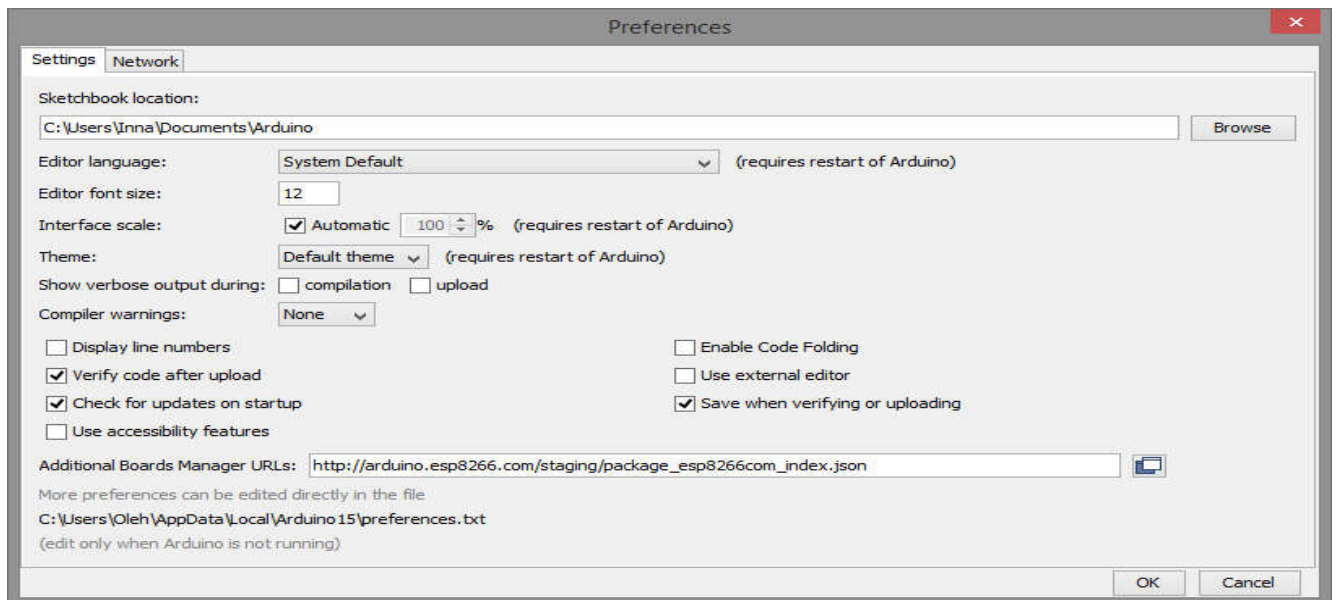 Preferences
Settings Network
Sketchbook location:
C:\Users\Inna\Documents\Arduino Browse
Editor language: System Default (requires restart of Arduino)
Editor font size: 12
Interface scale: Automatic 100 % (requires restart of Arduino)
Theme: Default theme (requires restart of Arduino)
Show verbose output during: compilation upload
Compiler warnings: None
Display line numbers Enable Code Folding
Verify code after upload Use external editor
Check for updates on startup Save when verifying or uploading
Use accessibility features
Additional Boards Manager URLs: http://arduino.esp8266.com/staging/package_esp8266com_index.json
More preferences can be edited directly in the file
C:\Users\Oleh\AppData\Local\Arduino15\preferences.txt
(edit only when Arduino is not running)
OK Cancel